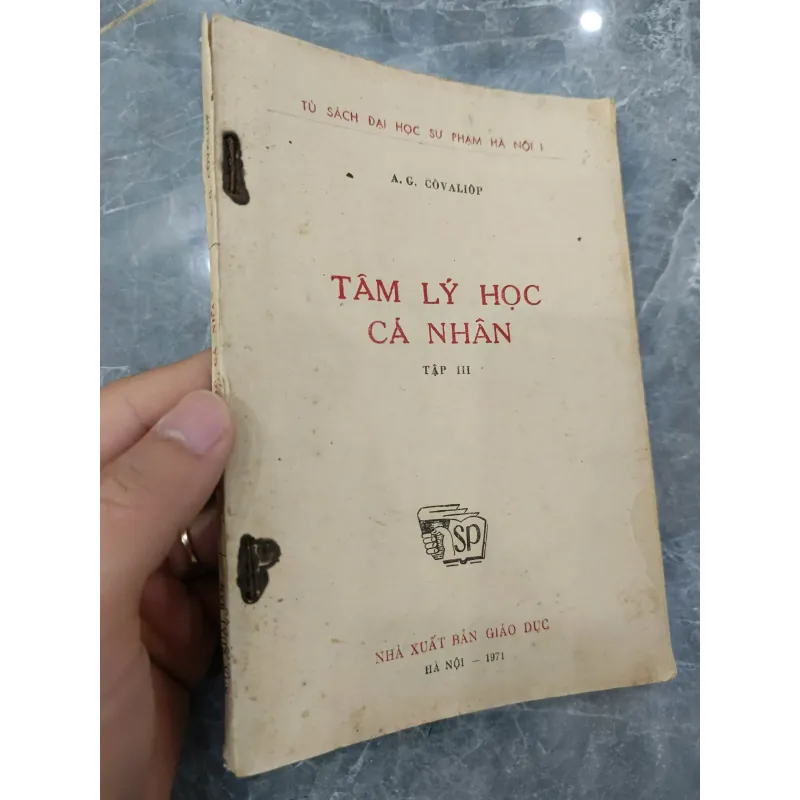 TỦ SÁCH ĐẠI HỌC SƯ PHẠM HÀ NỘI I
A. G. CÔVALIÔP
TÂM LÝ HỌC
CÁ NHÂN
TẬP III
SP
NHÀ XUẤT BẢN GIÁO DỤC
HÀ NỘI – 1971